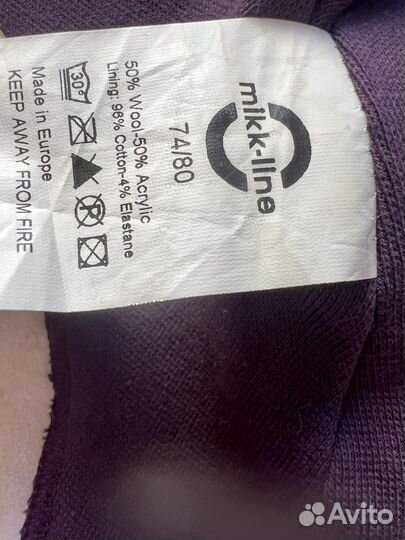 mikk-line
74/80
50% Wool-50% Acrylic
Lining: 96% Cotton-4% Elastane
30°
Made in Europe
KEEP AWAY FROM FIRE
Avito